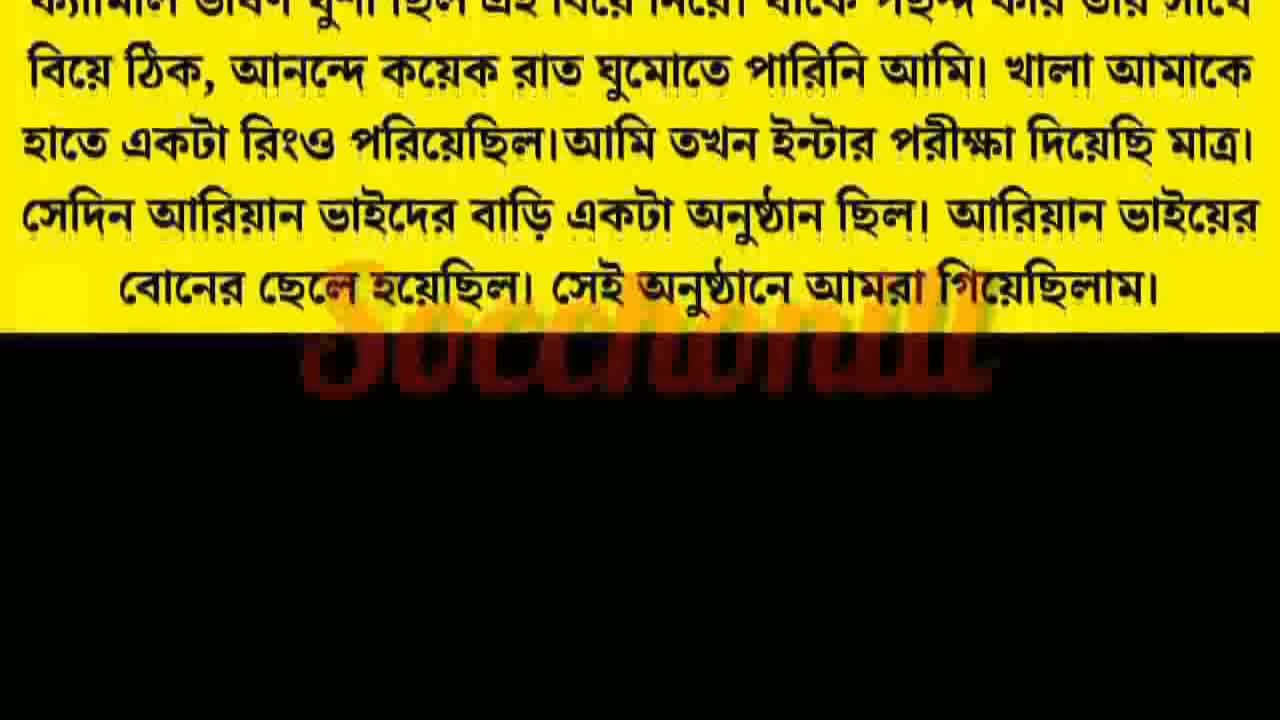 বিয়ে ঠিক, আনন্দে কয়েক রাত ঘুমোতে পারিনি আমি। খালা আমাকে
হাতে একটা রিংও পরিয়েছিল।আমি তখন ইন্টার পরীক্ষা দিয়েছি মাত্র।
সেদিন আরিয়ান ভাইদের বাড়ি একটা অনুষ্ঠান ছিল। আরিয়ান ভাইয়ের
বোনের ছেলে হয়েছিল। সেই অনুষ্ঠানে আমরা গিয়েছিলাম।